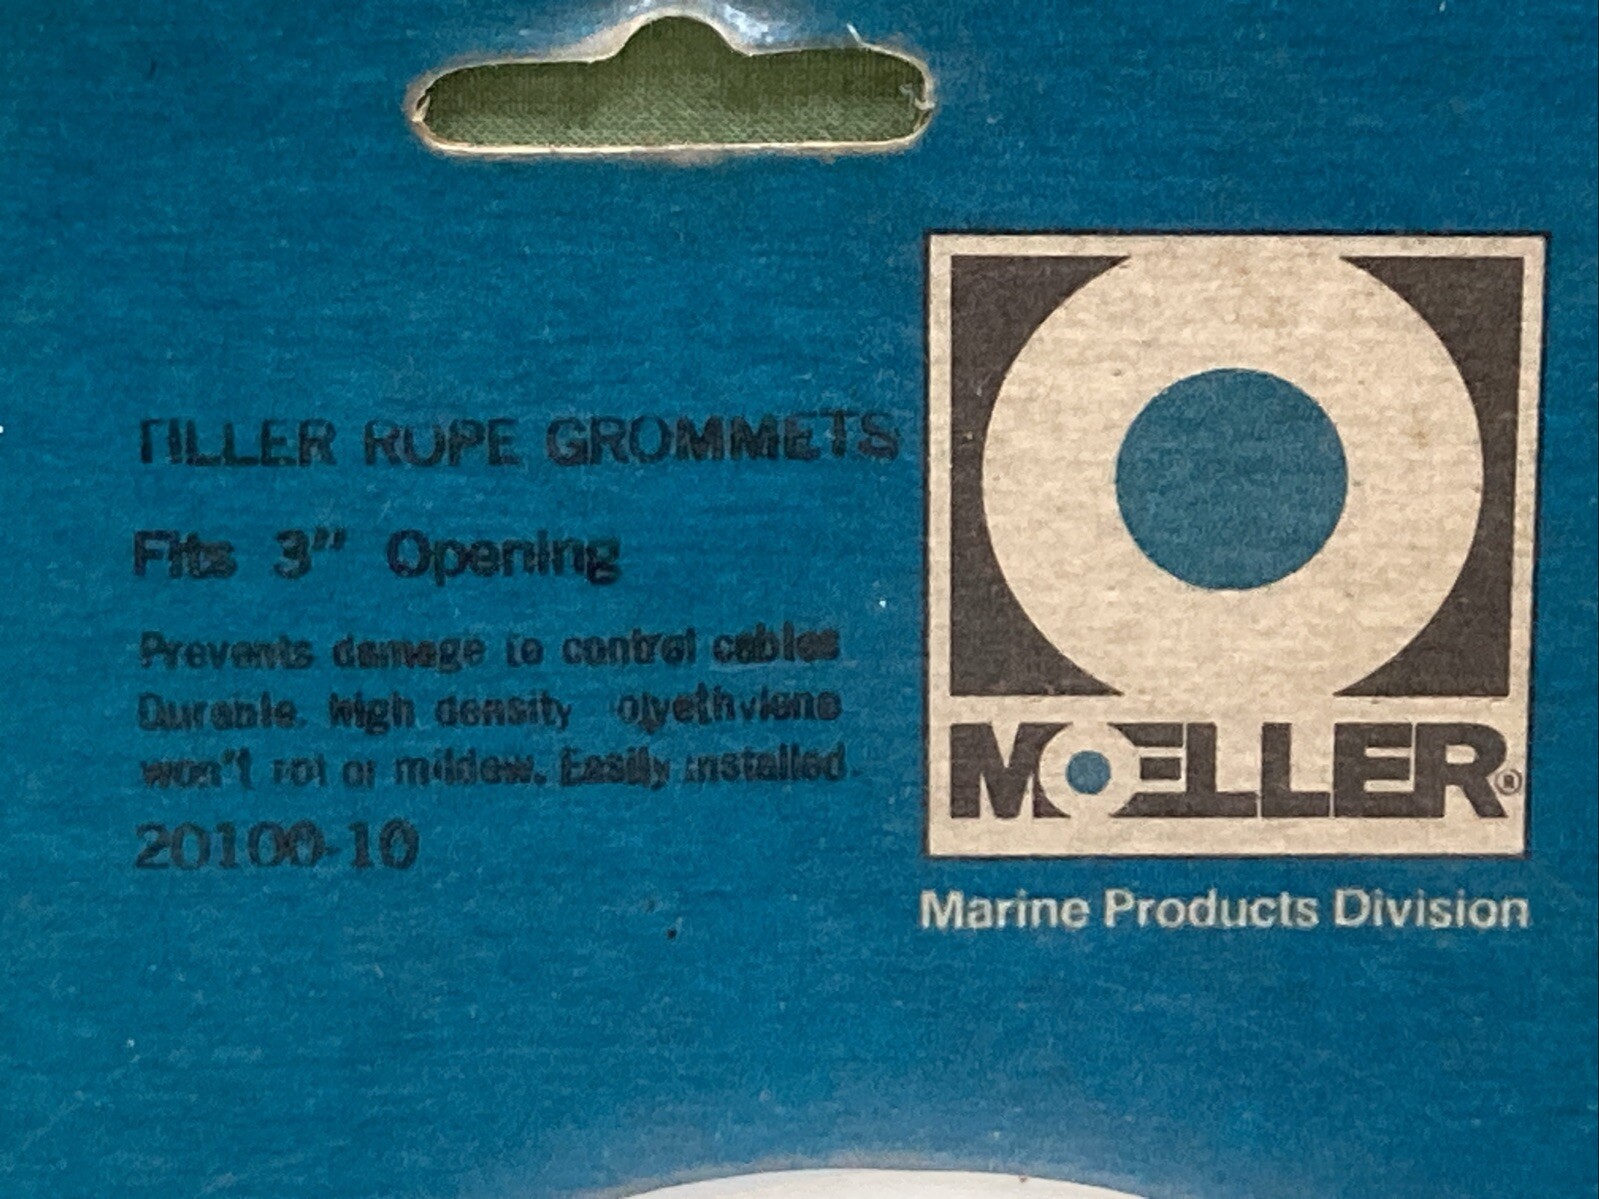 TILLER ROPE GROMMETS
Fits 3" Opening
Prevents damage to control cables
Durable. high density olyethylene
won't rot or mildew. Easily installed.
20100-10
MOELLER®
Marine Products Division